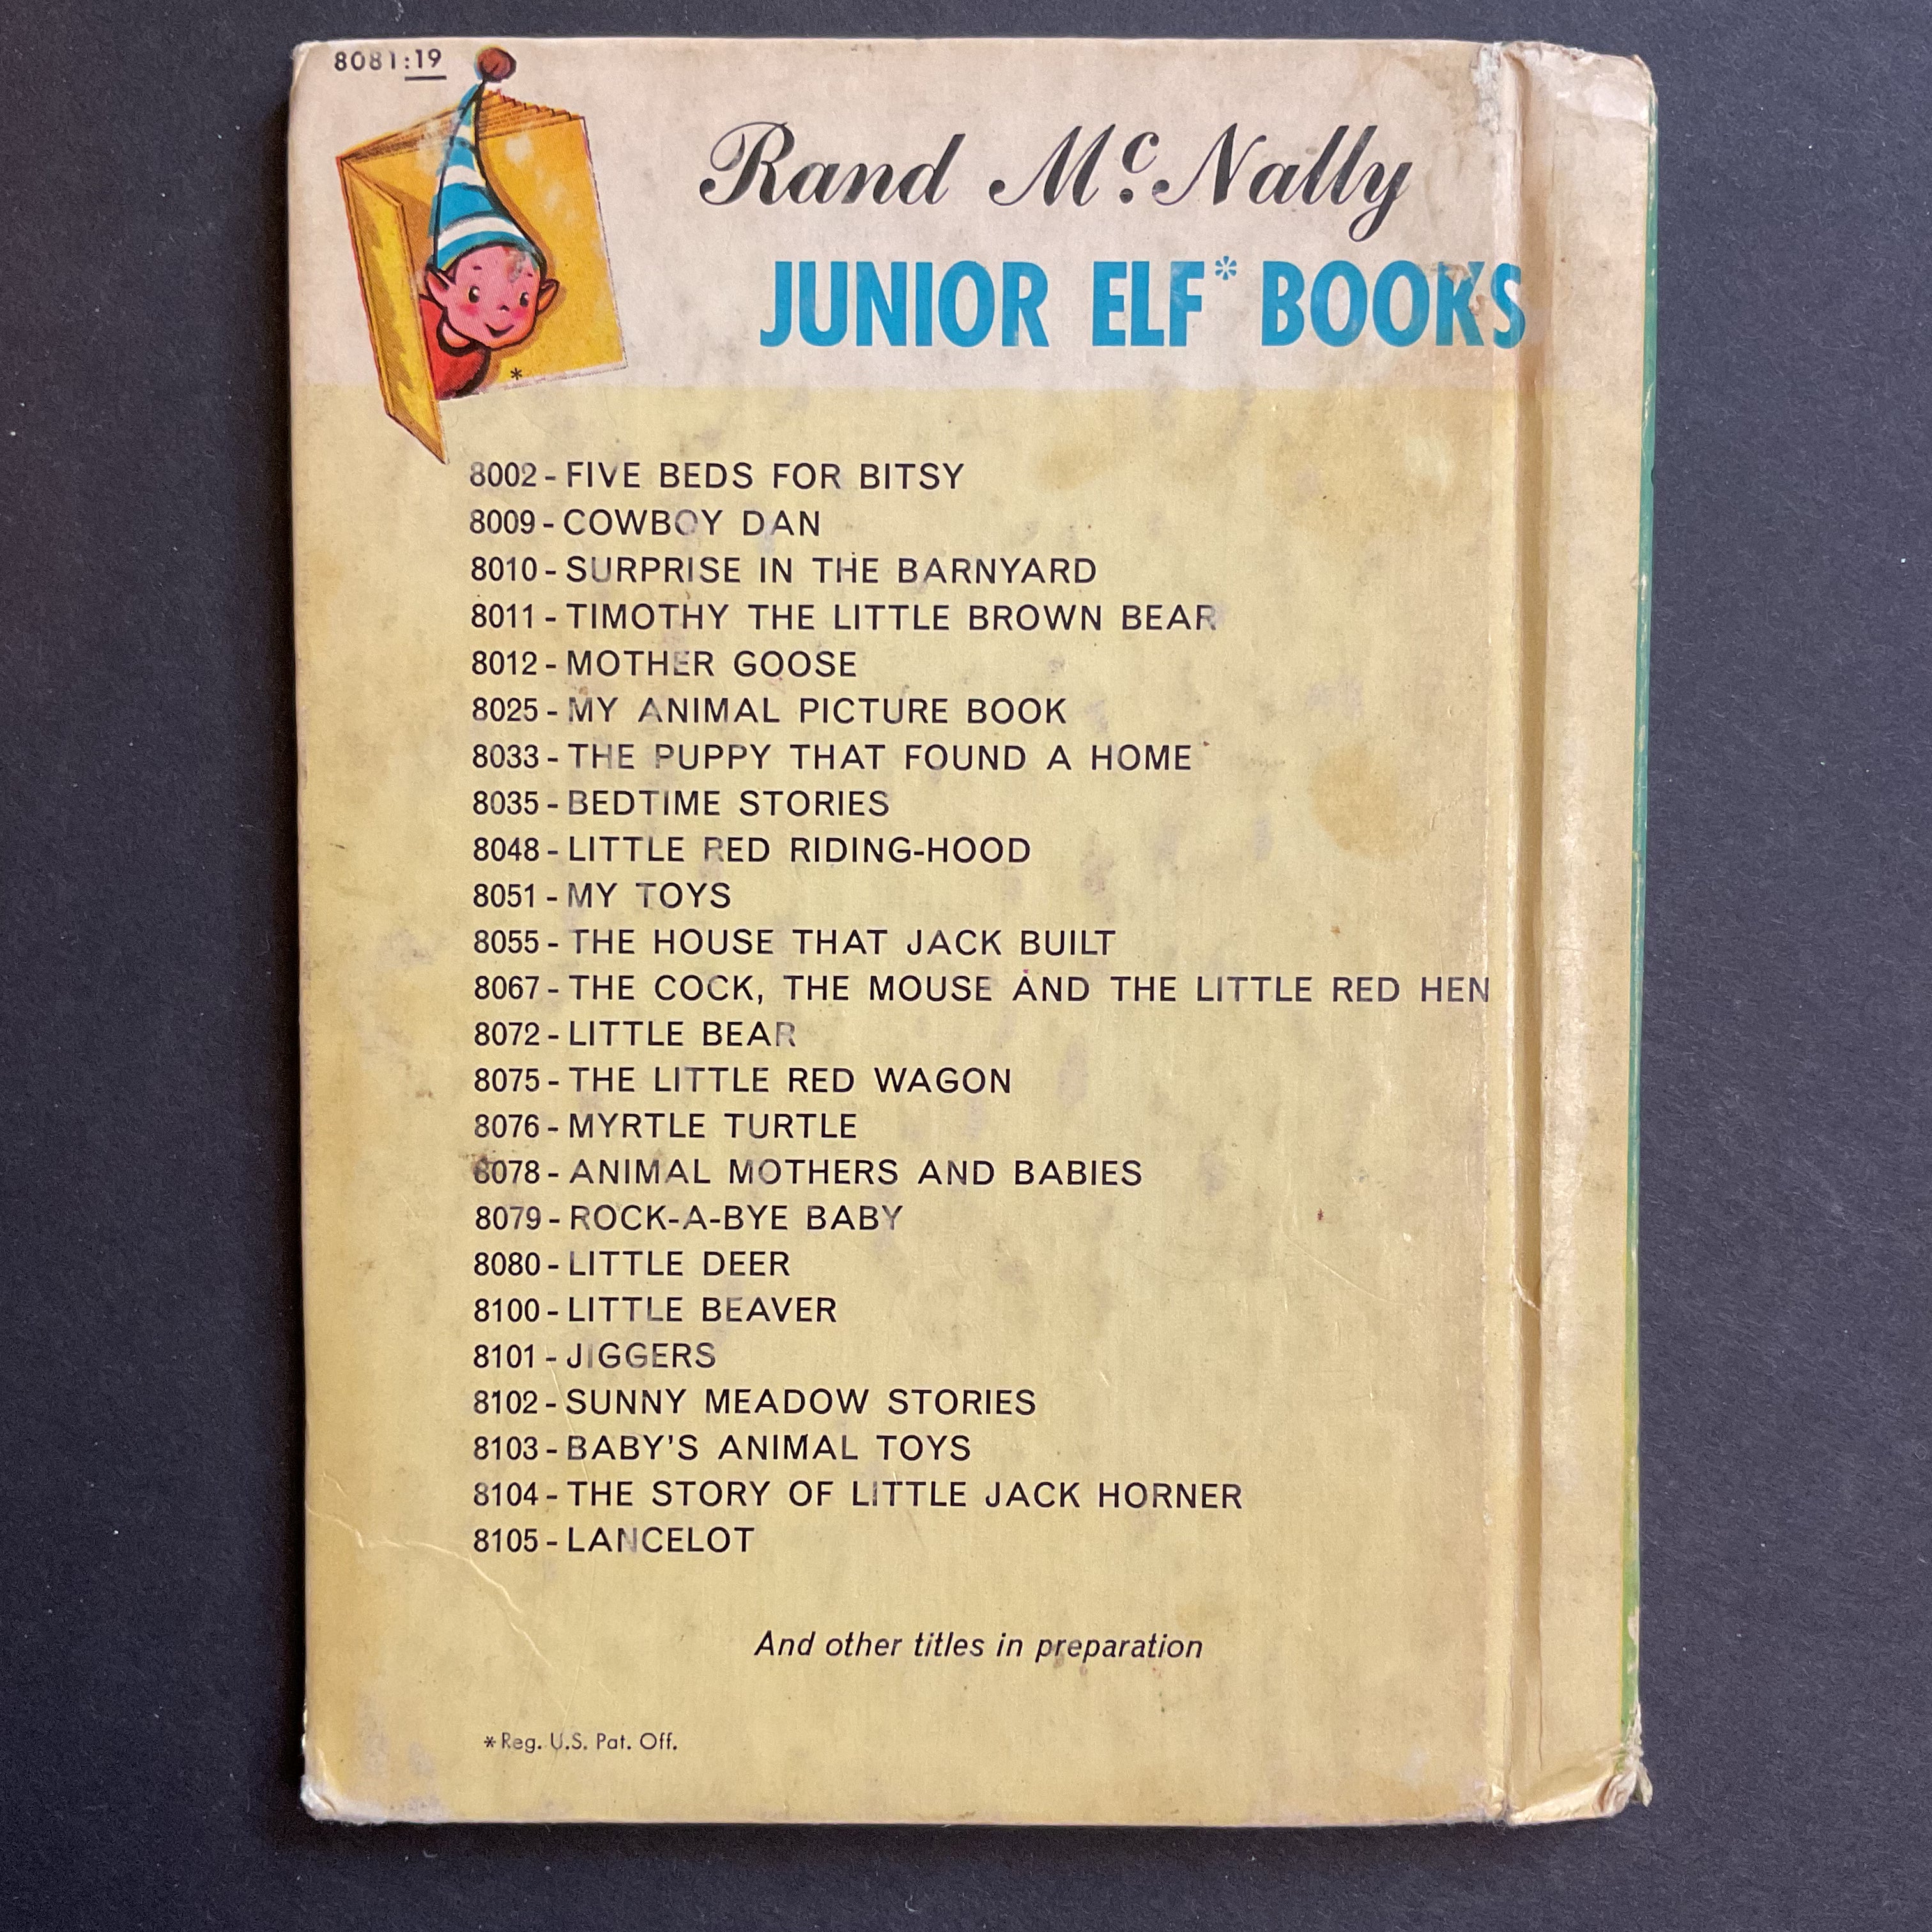 8081:19
Rand McNally
JUNIOR ELF* BOOKS
*
8002 - FIVE BEDS FOR BITSY
8009 - COWBOY DAN
8010 - SURPRISE IN THE BARNYARD
8011 - TIMOTHY THE LITTLE BROWN BEAR
8012 - MOTHER GOOSE
8025 - MY ANIMAL PICTURE BOOK
8033 - THE PUPPY THAT FOUND A HOME
8035 - BEDTIME STORIES
8048 - LITTLE RED RIDING-HOOD
8051 - MY TOYS
8055 - THE HOUSE THAT JACK BUILT
8067 - THE COCK, THE MOUSE AND THE LITTLE RED HEN
8072 - LITTLE BEAR
8075 - THE LITTLE RED WAGON
8076 - MYRTLE TURTLE
8078 - ANIMAL MOTHERS AND BABIES
8079 - ROCK-A-BYE BABY
8080 - LITTLE DEER
8100 - LITTLE BEAVER
8101 - JIGGERS
8102 - SUNNY MEADOW STORIES
8103 - BABY'S ANIMAL TOYS
8104 - THE STORY OF LITTLE JACK HORNER
8105 - LANCELOT
And other titles in preparation
* Reg. U.S. Pat. Off.